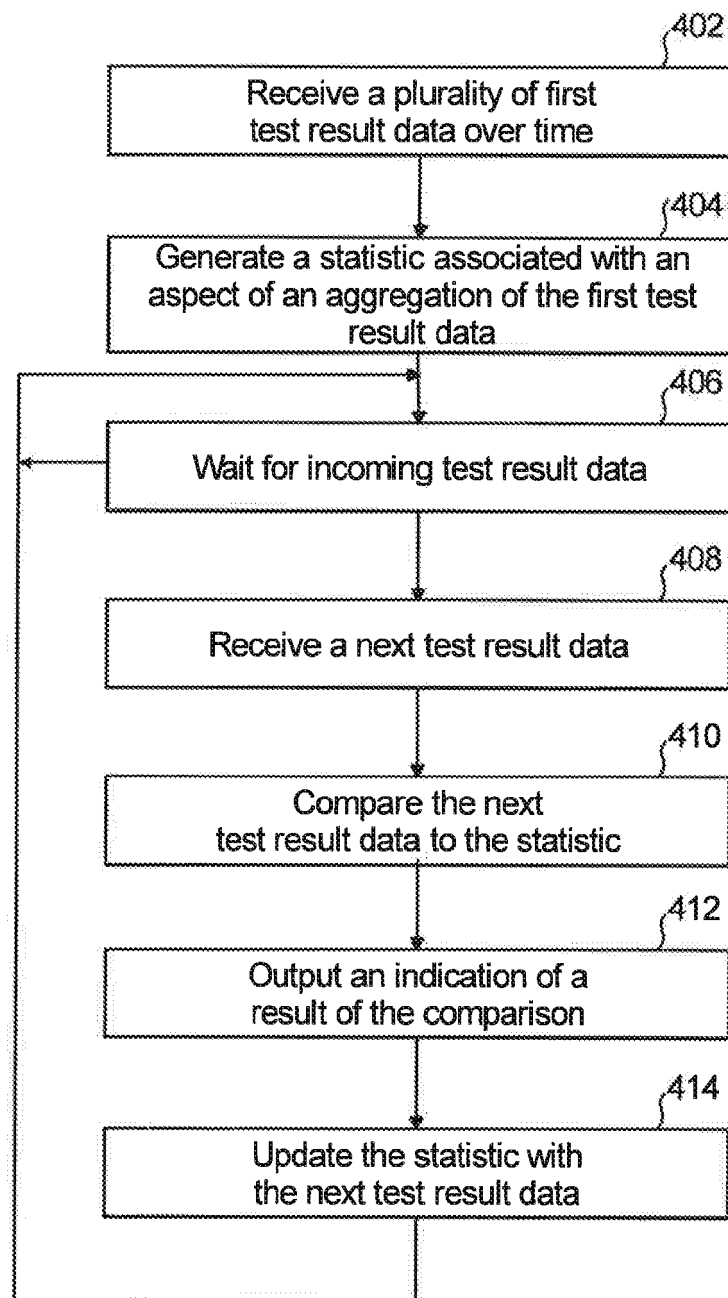 402
Receive a plurality of first
test result data over time
404
Generate a statistic associated with an
aspect of an aggregation of the first test
result data
406
Wait for incoming test result data
408
Receive a next test result data
410
Compare the next
test result data to the statistic
412
Output an indication of a
result of the comparison
414
Update the statistic with
the next test result data